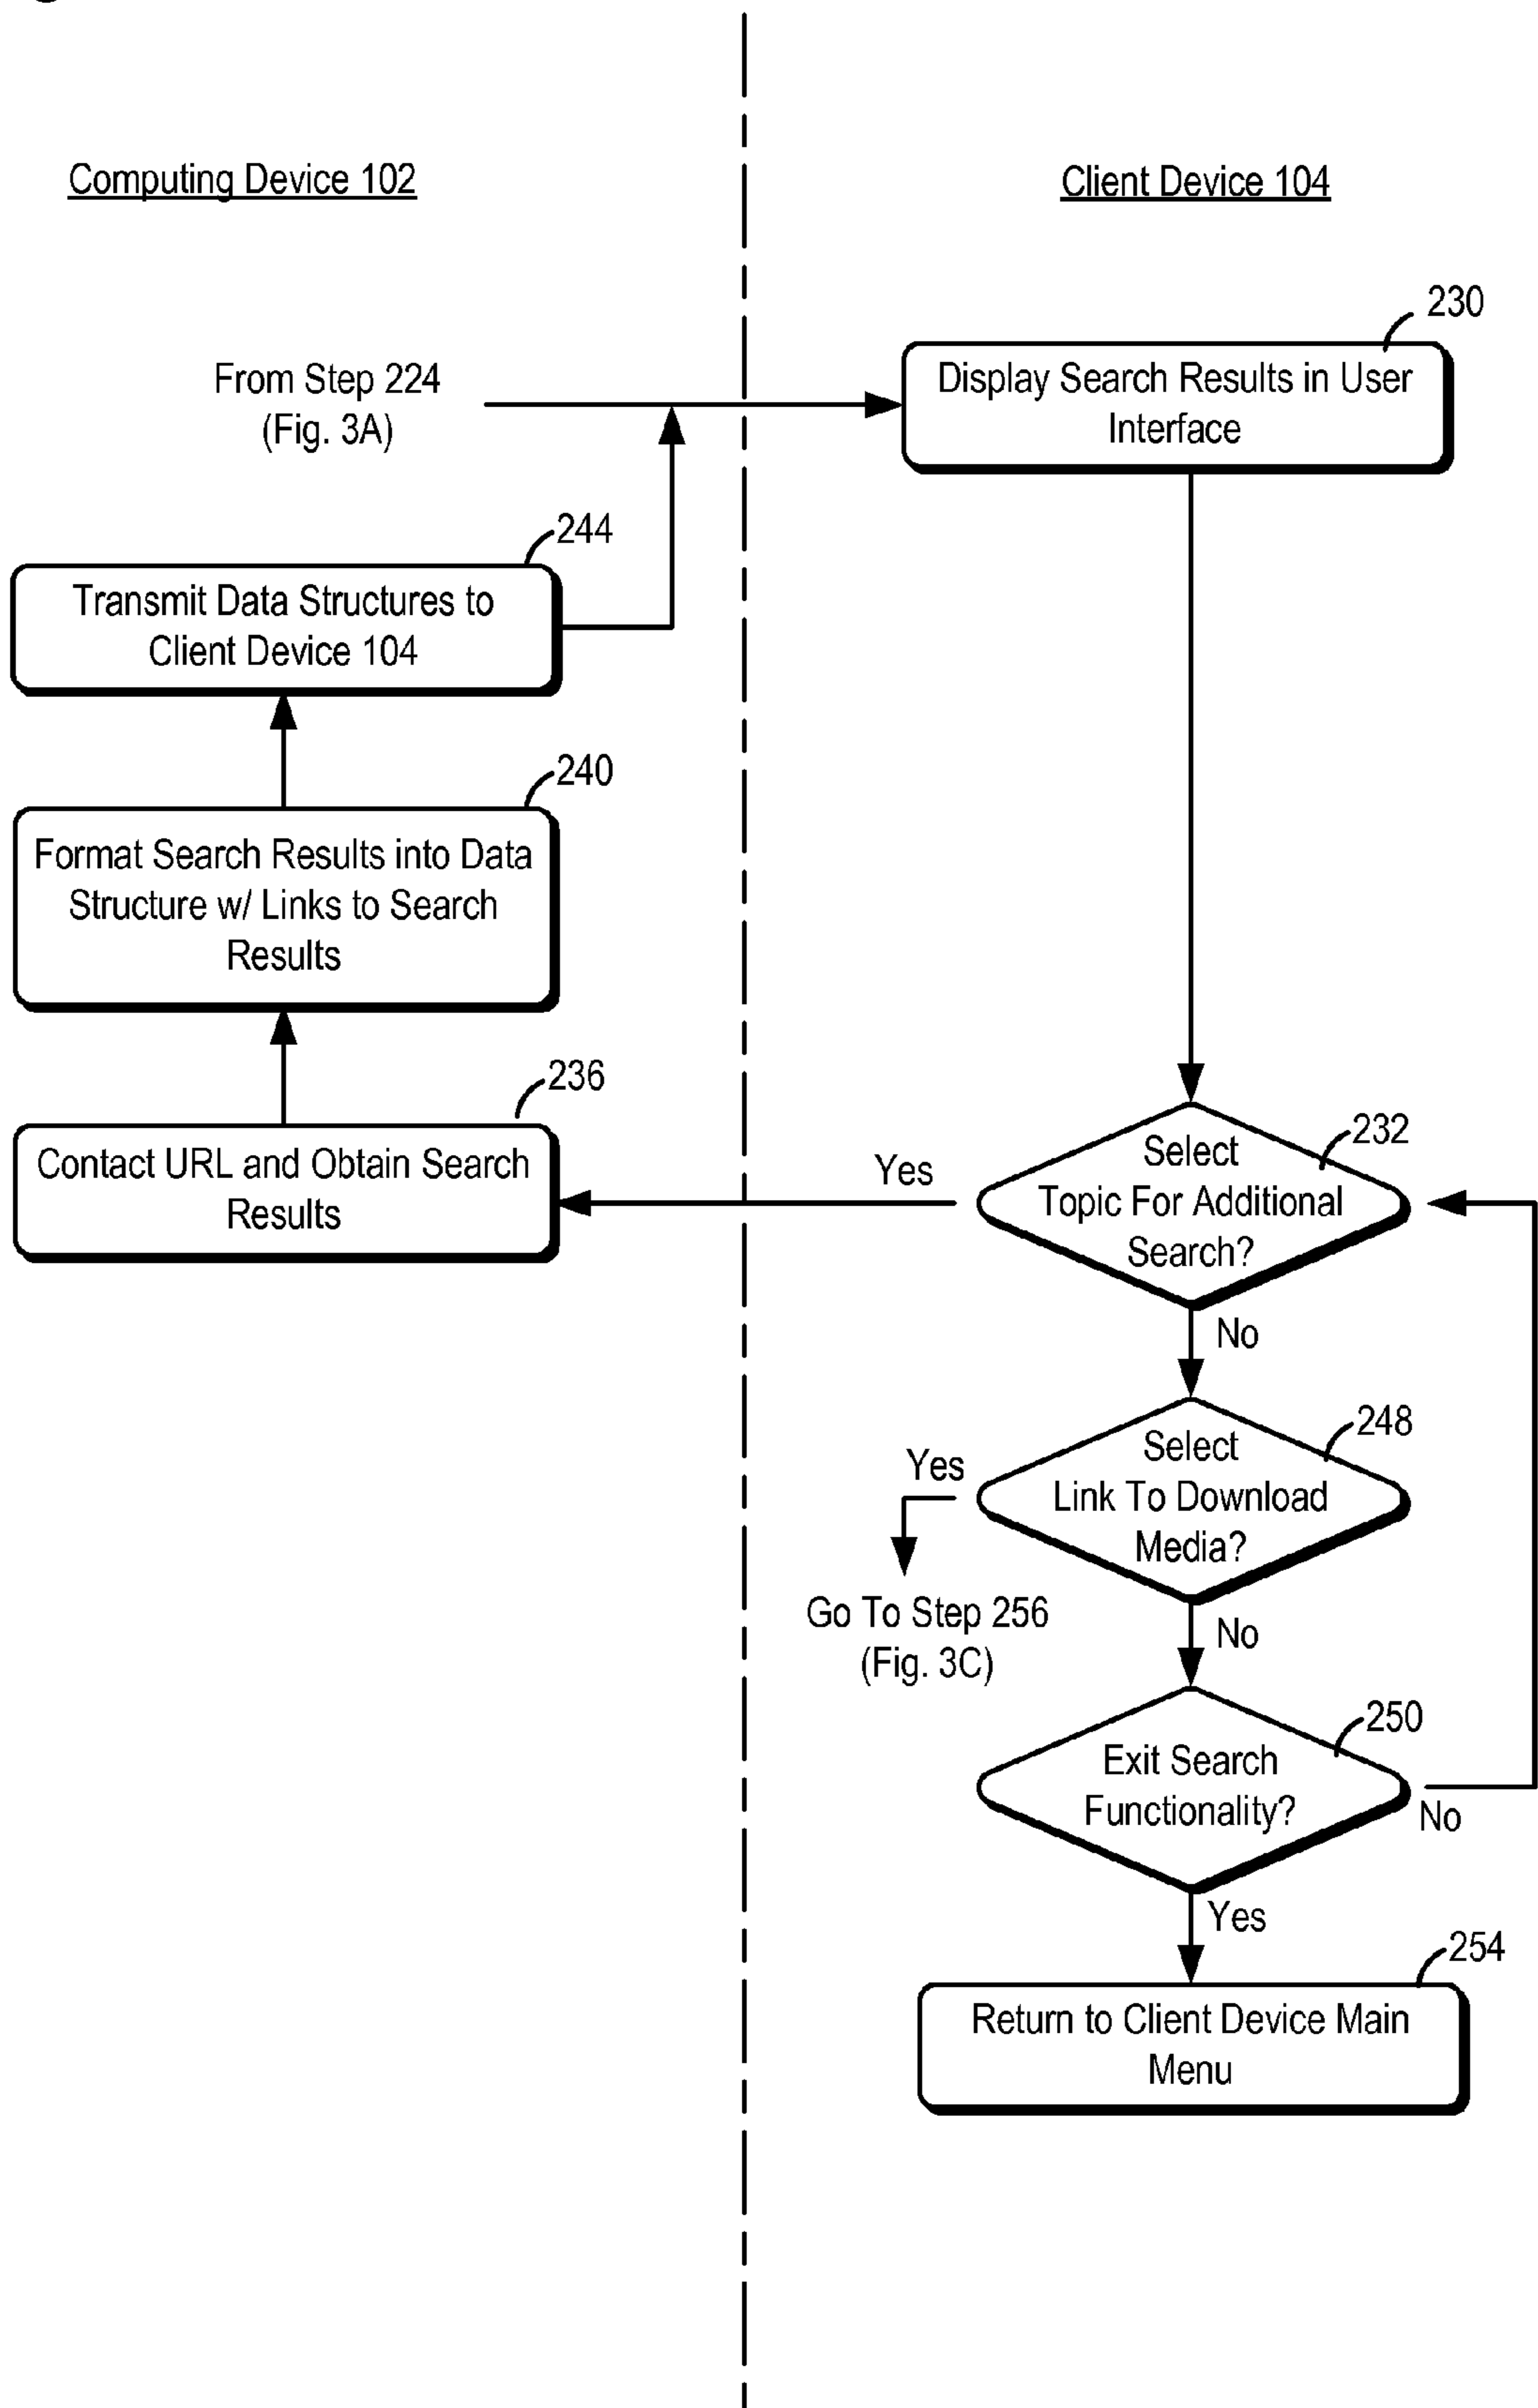 Computing Device 102
Client Device 104
230
From Step 224
(Fig. 3A)
Display Search Results in User
Interface
244
Transmit Data Structures to
Client Device 104
240
Format Search Results into Data
Structure w/ Links to Search
Results
236
Contact URL and Obtain Search
Results
Yes
232
Select
Topic For Additional
Search?
No
248
Yes
Select
Link To Download
Media?
Go To Step 256
(Fig. 3C)
No
250
Exit Search
Functionality?
No
Yes
254
Return to Client Device Main
Menu